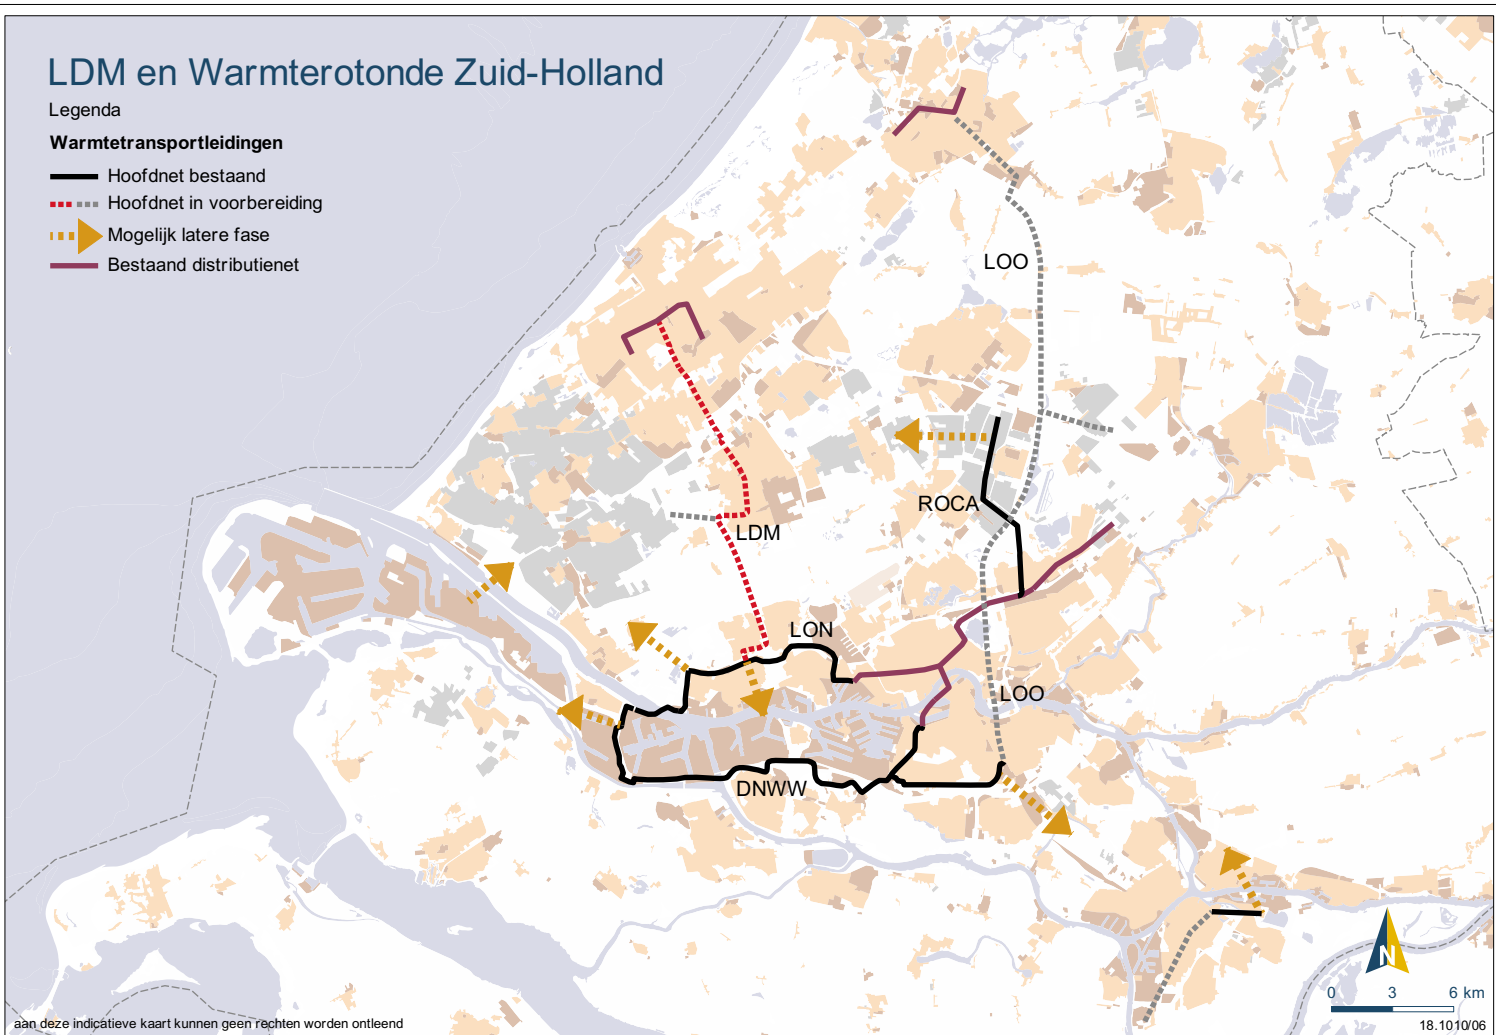 LDM en Warmterotonde Zuid-Holland
Legenda
Warmtetransportleidingen
Hoofdnet bestaand
Hoofdnet in voorbereiding
Mogelijk latere fase
Bestaand distributienet
LOO
ROCA
LDM
LON
LOO
DNWW
N
0 3 6 km
aan deze indicatieve kaart kunnen geen rechten worden ontleend
18.1010/06